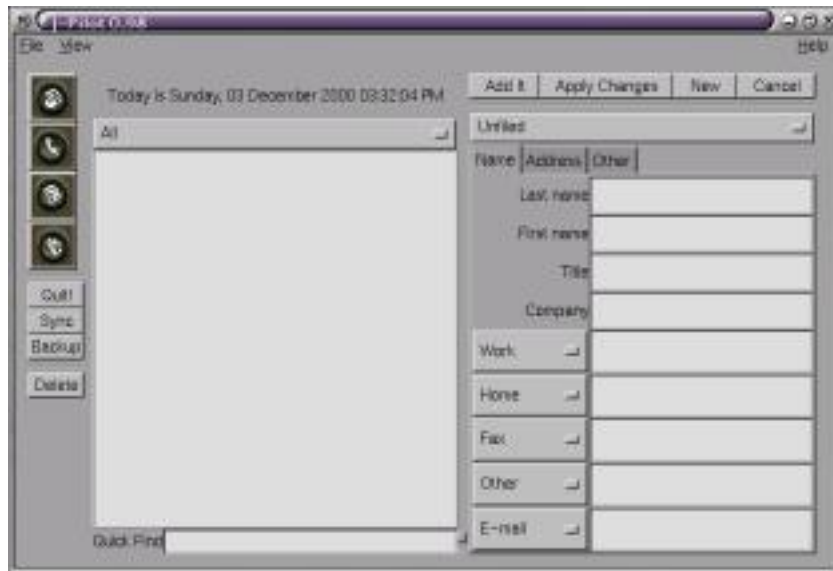 File View Help
Today is Sunday, 03 December 2000 03:32:04 PM
Add It Apply Changes New Cancel
All
Unfiled
Name Address Other
Last name
First name
Title
Company
Quit!
Sync
Backup
Delete
Work
Home
Fax
Other
E-mail
Quick Find